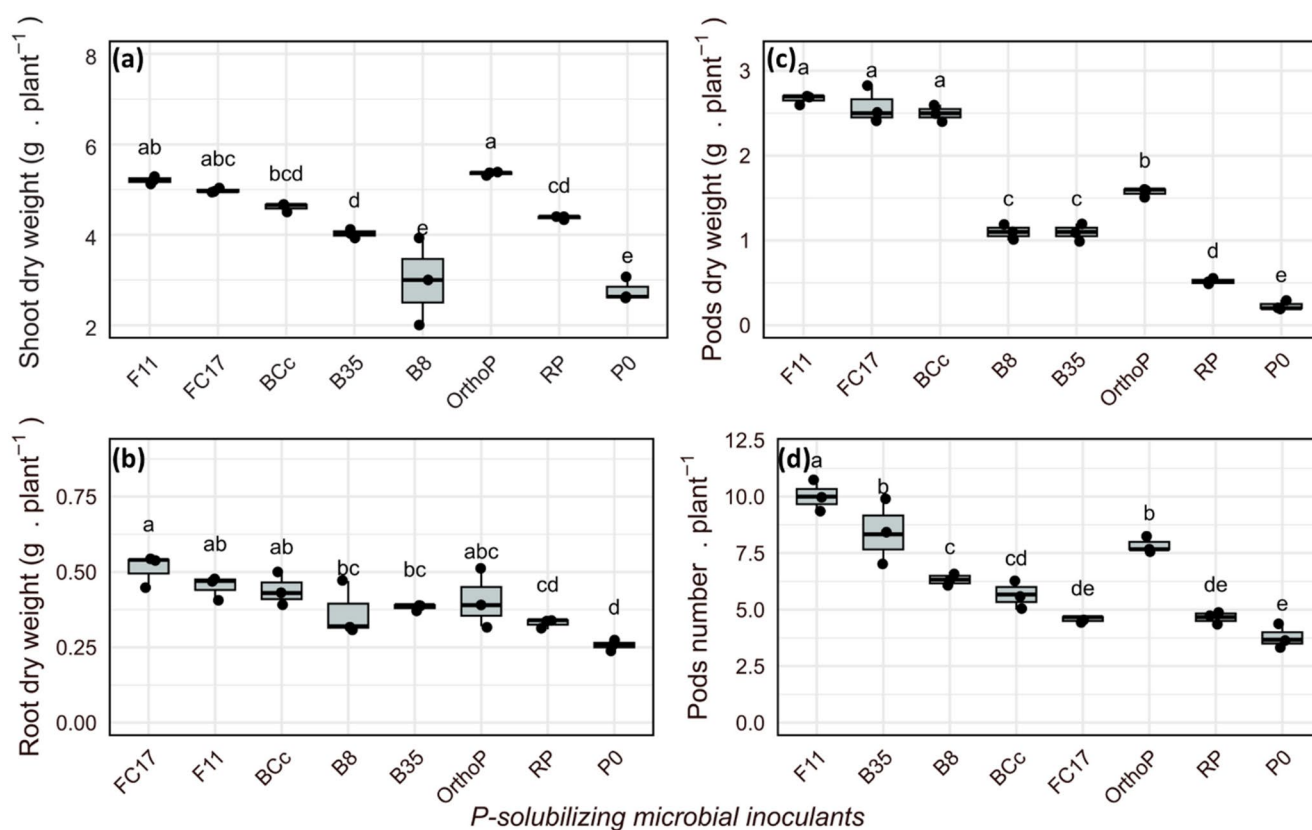 (a)
Shoot dry weight (g . plant⁻¹ )
8
6
4
2
ab
abc
bcd
d
e
a
cd
e
F11
FC17
BCc
B35
B8
OrthoP
RP
P0
(c)
Pods dry weight (g . plant⁻¹ )
3
2
1
0
a
a
a
c
c
b
d
e
F11
FC17
BCc
B8
B35
OrthoP
RP
P0
(b)
Root dry weight (g . plant⁻¹ )
0.75
0.50
0.25
0.00
a
ab
ab
bc
bc
abc
cd
d
FC17
F11
BCc
B8
B35
OrthoP
RP
P0
(d)
Pods number . plant⁻¹
12.5
10.0
7.5
5.0
2.5
0.0
a
b
c
cd
de
b
de
e
F11
B35
B8
BCc
FC17
OrthoP
RP
P0
P-solubilizing microbial inoculants